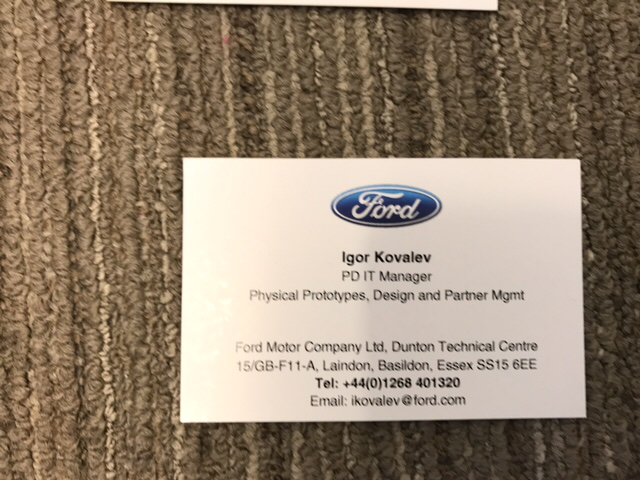 Ford
Igor Kovalev
PD IT Manager
Physical Prototypes, Design and Partner Mgmt
Ford Motor Company Ltd, Dunton Technical Centre
15/GB-F11-A, Laindon, Basildon, Essex SS15 6EE
Tel: +44(0)1268 401320
Email: ikovalev@ford.com